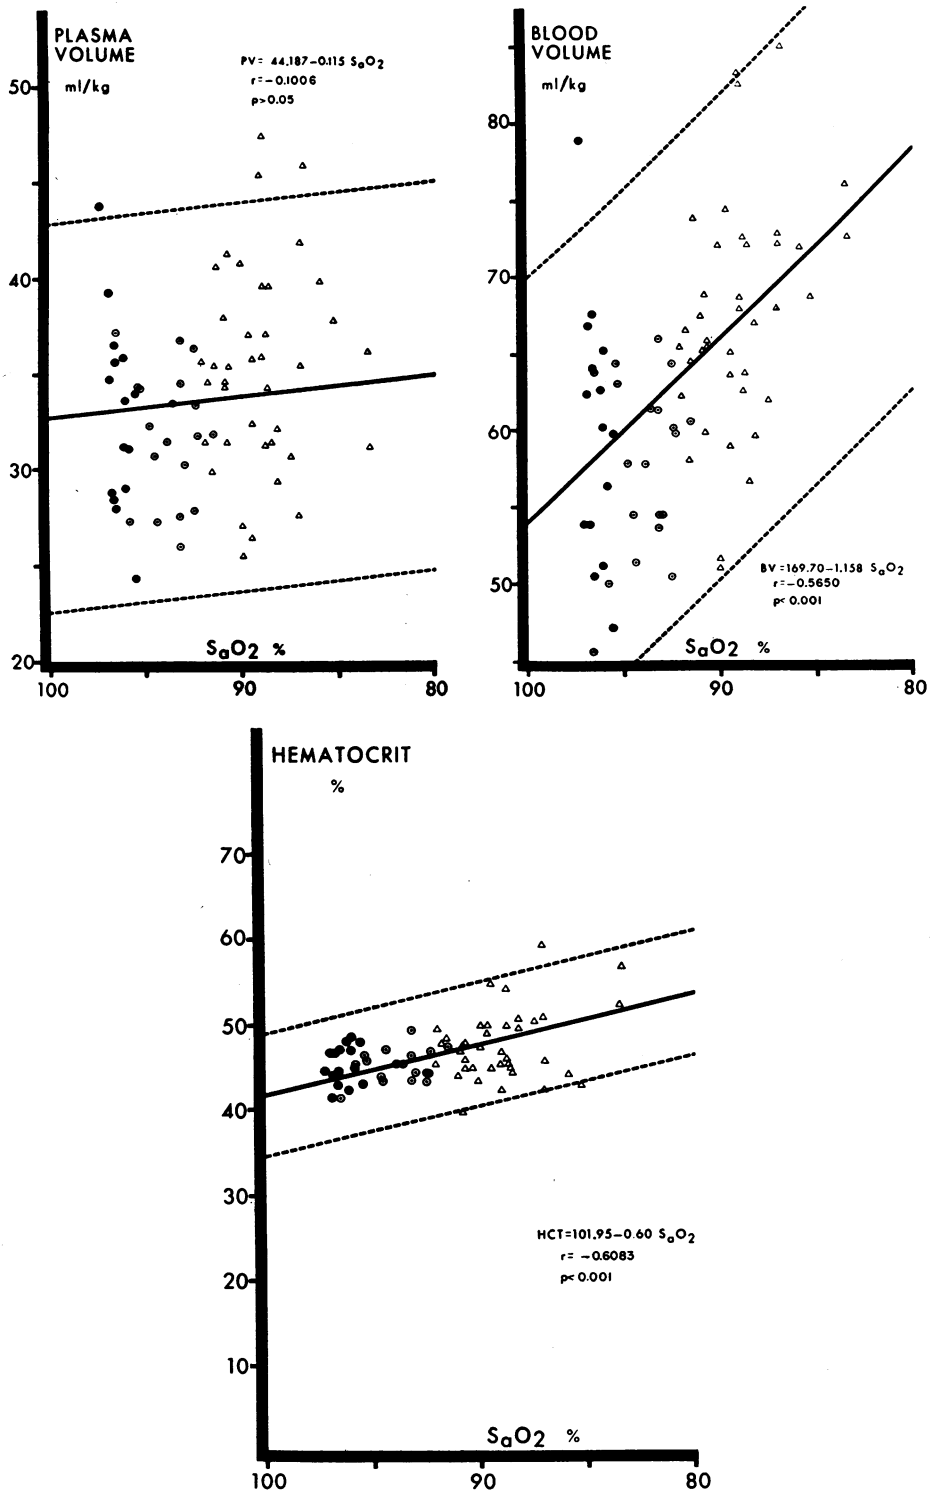 PLASMA
VOLUME
ml/kg
PV= 44.187-0.115 SaO2
r=-0.1006
p>0.05
50
40
30
20
SaO2 %
100
90
80
BLOOD
VOLUME
ml/kg
80
70
60
50
BV=169.70-1.158 SaO2
r=-0.5650
p<0.001
SaO2 %
100
90
80
HEMATOCRIT
%
70
60
50
40
30
20
10
HCT=101.95-0.60 SaO2
r= -0.6083
p<0.001
SaO2 %
100
90
80